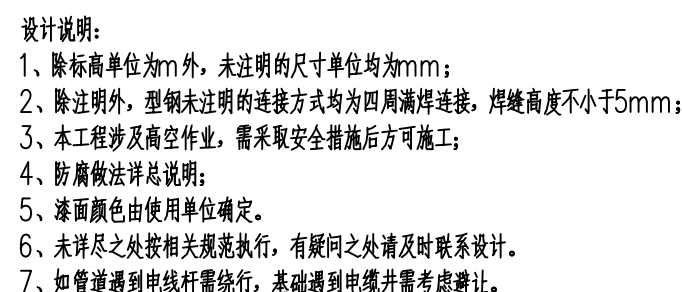 设计说明:
1、除标高单位为m外，未注明的尺寸单位均为mm；
2、除注明外，型钢未注明的连接方式均为四周满焊连接，焊缝高度不小于5mm；
3、本工程涉及高空作业，需采取安全措施后方可施工；
4、防腐做法详总说明；
5、漆面颜色由使用单位确定。
6、未详尽之处按相关规范执行，有疑问之处请及时联系设计。
7、如管道遇到电线杆需绕行，基础遇到电缆井需考虑避让。